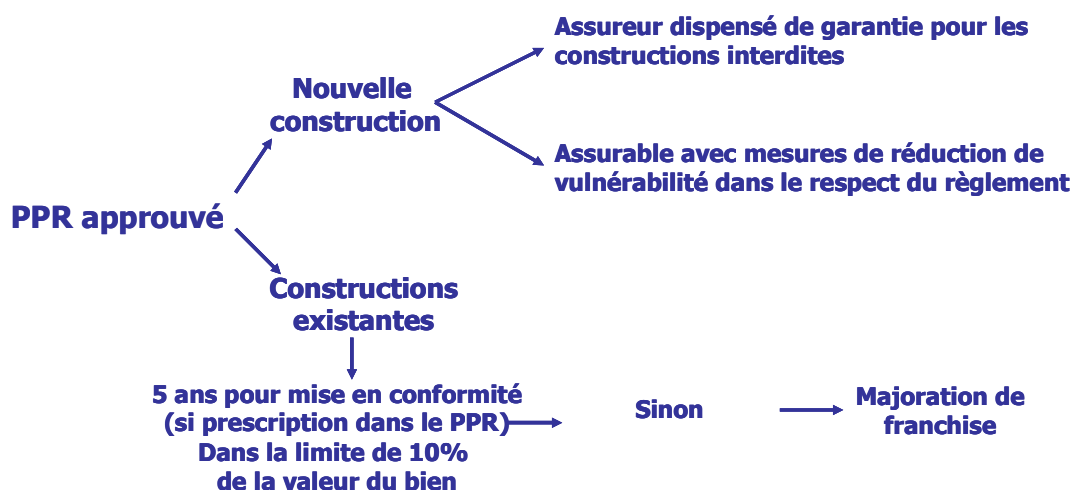 Assureur dispensé de garantie pour les
constructions interdites
Nouvelle
construction
Assurable avec mesures de réduction de
vulnérabilité dans le respect du règlement
PPR approuvé
Constructions
existantes
5 ans pour mise en conformité
(si prescription dans le PPR)
Dans la limite de 10%
de la valeur du bien
Sinon
Majoration de
franchise